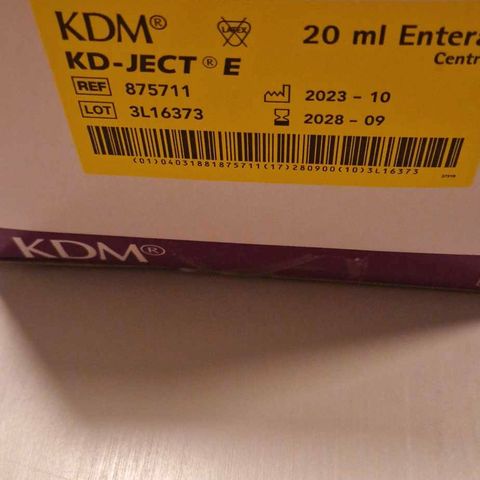 KDM®
LATEX
20 ml Entera
KD-JECT® E
Centr
REF 875711
2023 - 10
LOT 3L16373
2028 - 09
(01)04031881875711(17)280900(10)3L16373
KDM®